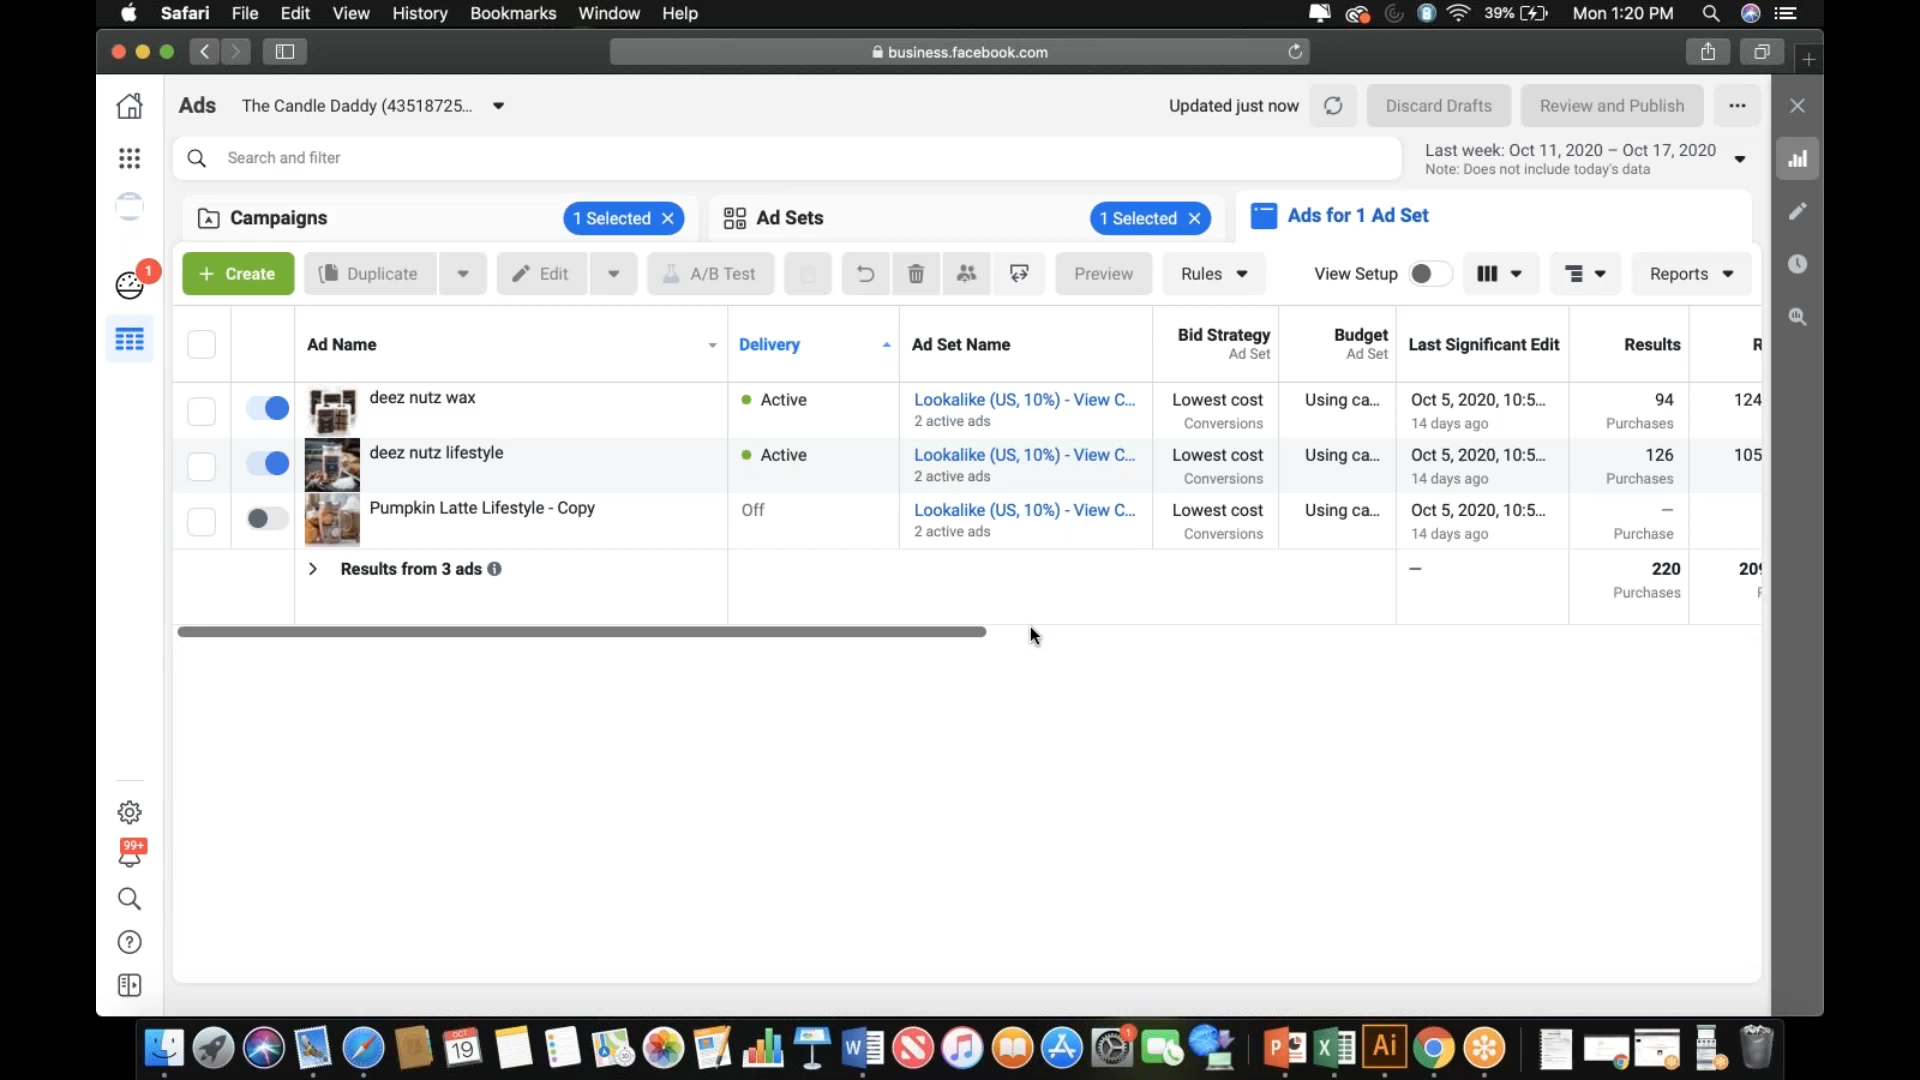 Safari File Edit View History Bookmarks Window Help
39% Mon 1:20 PM
business.facebook.com
Ads The Candle Daddy (43518725... Updated just now Discard Drafts Review and Publish
Search and filter
Last week: Oct 11, 2020 – Oct 17, 2020
Note: Does not include today's data
Campaigns 1 Selected Ad Sets 1 Selected Ads for 1 Ad Set
1
+ Create Duplicate Edit A/B Test Preview Rules View Setup Reports
Ad Name Delivery Ad Set Name Bid Strategy Budget Last Significant Edit Results R
Ad Set Ad Set
deez nutz wax Active Lookalike (US, 10%) - View C... Lowest cost Using ca... Oct 5, 2020, 10:5... 94 124
2 active ads Conversions 14 days ago Purchases
deez nutz lifestyle Active Lookalike (US, 10%) - View C... Lowest cost Using ca... Oct 5, 2020, 10:5... 126 105
2 active ads Conversions 14 days ago Purchases
Pumpkin Latte Lifestyle - Copy Off Lookalike (US, 10%) - View C... Lowest cost Using ca... Oct 5, 2020, 10:5... —
2 active ads Conversions 14 days ago Purchase
Results from 3 ads — 220 209
Purchases
99+
OCT
19
W
1
P X Ai